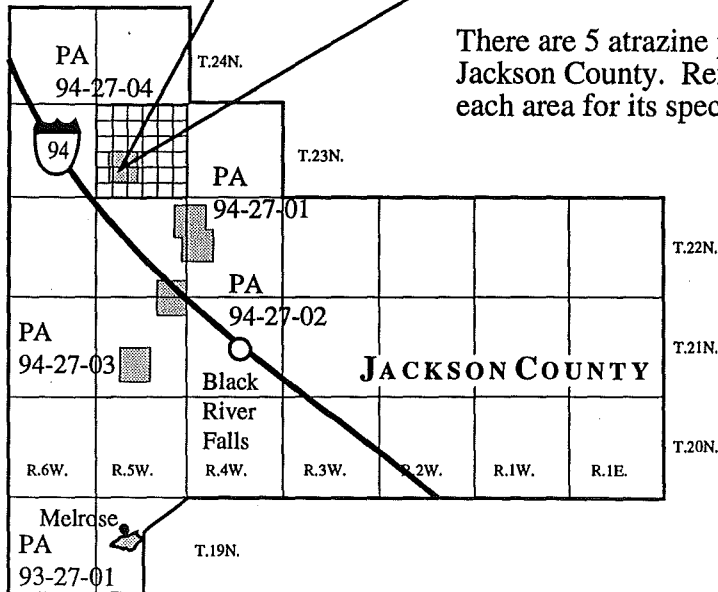 There are 5 atrazine
Jackson County.
each area for its
PA
94-27-04
T.24N.
94
T.23N.
PA
94-27-01
T.22N.
PA
94-27-02
T.21N.
PA
94-27-03
JACKSON COUNTY
Black
River
Falls
T.20N.
R.6W.
R.5W.
R.4W.
R.3W.
R.2W.
R.1W.
R.1E.
Melrose
PA
93-27-01
T.19N.